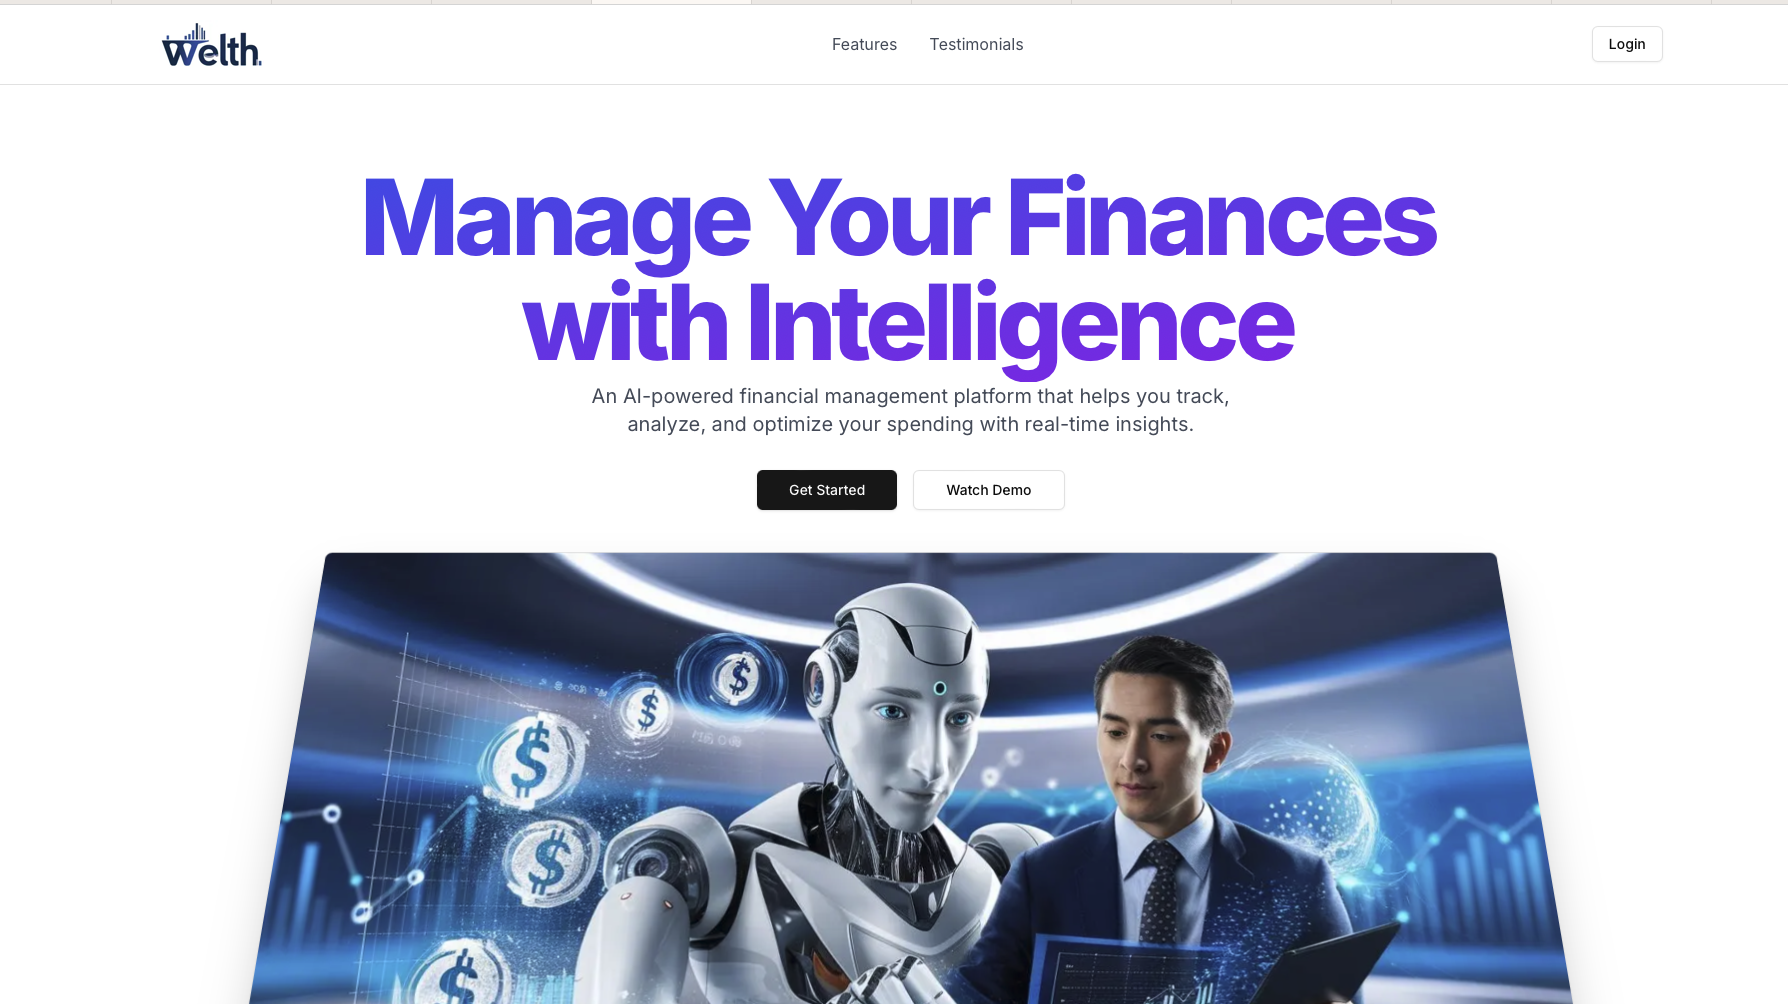 Welth.
Features Testimonials
Login
Manage Your Finances
with Intelligence
An AI-powered financial management platform that helps you track,
analyze, and optimize your spending with real-time insights.
Get Started Watch Demo
$
$
$
$
$